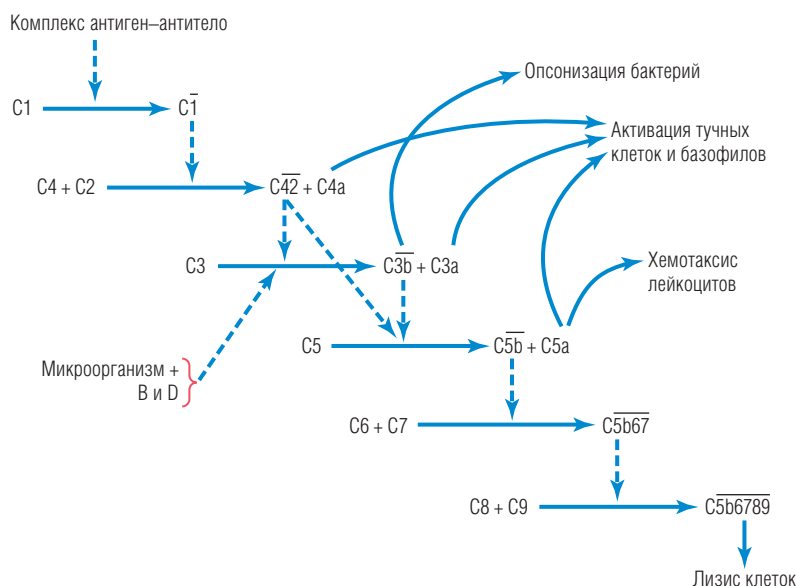 Комплекс антиген–антитело
Опсонизация бактерий
C1
C1̅
Активация тучных
клеток и базофилов
C4 + C2
C4̅2̅ + C4a
C3
C3̅b̅ + C3a
Хемотаксис
лейкоцитов
C5
C5̅b̅ + C5a
Микроорганизм +
B и D
C6 + C7
C5̅b̅6̅7̅
C8 + C9
C5̅b̅6̅7̅8̅9̅
Лизис клеток